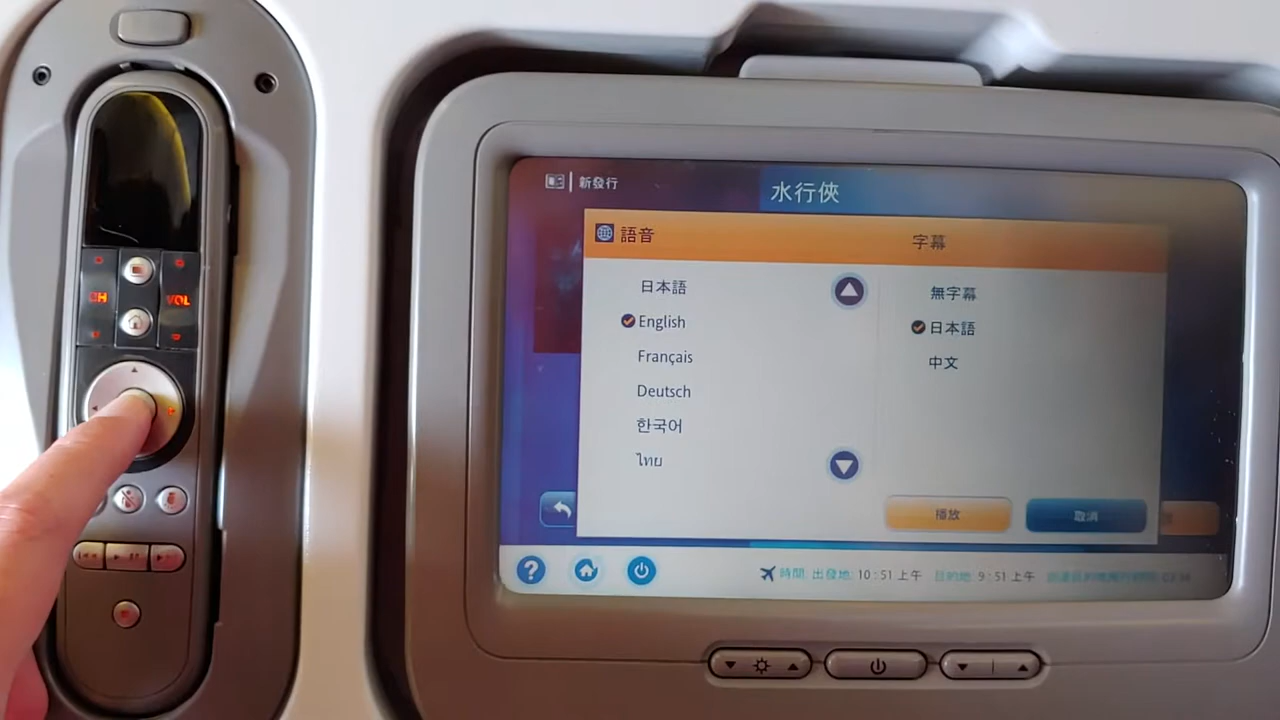 新發行
水行俠
語音
字幕
日本語
English
Français
Deutsch
한국어
ไทย
無字幕
日本語
中文
播放
取消
?
時間 出發地: 10:51 上午 目的地: 9:51 上午
CH
VOL